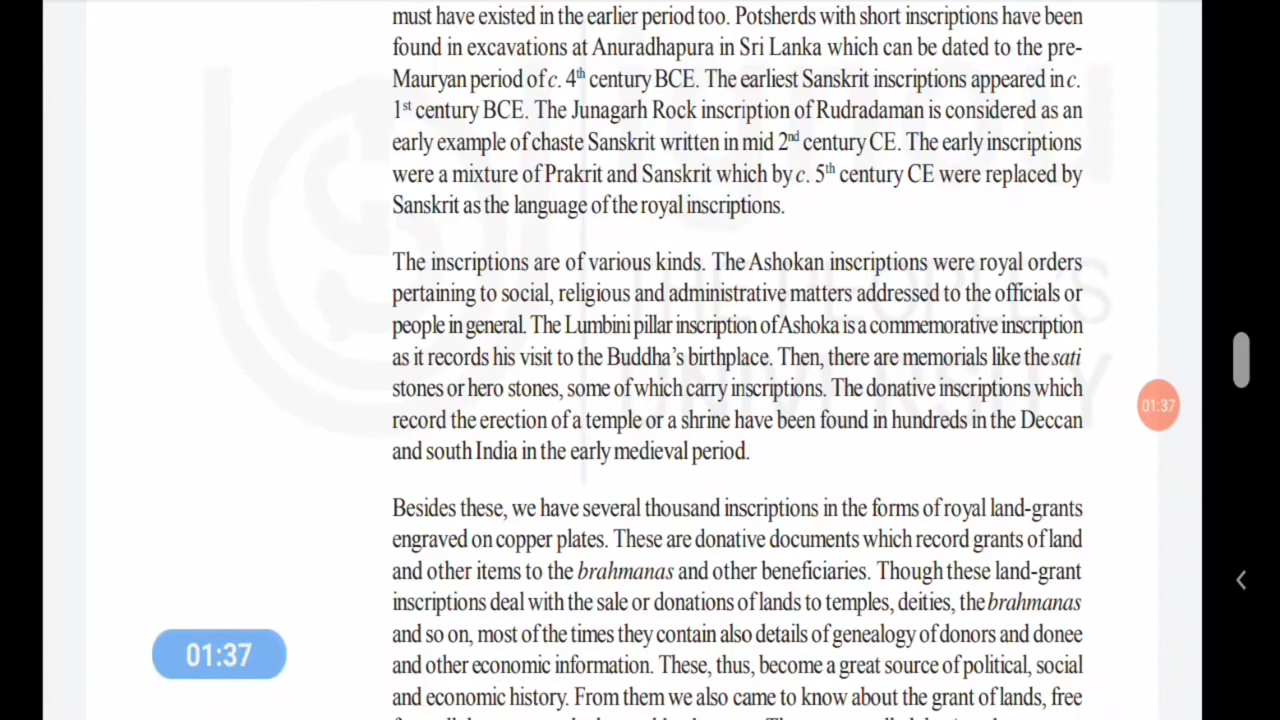 must have existed in the earlier period too. Potsherds with short inscriptions have been
found in excavations at Anuradhapura in Sri Lanka which can be dated to the pre-
Mauryan period of c. 4th century BCE. The earliest Sanskrit inscriptions appeared in c.
1st century BCE. The Junagarh Rock inscription of Rudradaman is considered as an
early example of chaste Sanskrit written in mid 2nd century CE. The early inscriptions
were a mixture of Prakrit and Sanskrit which by c. 5th century CE were replaced by
Sanskrit as the language of the royal inscriptions.
The inscriptions are of various kinds. The Ashokan inscriptions were royal orders
pertaining to social, religious and administrative matters addressed to the officials or
people in general. The Lumbini pillar inscription of Ashoka is a commemorative inscription
as it records his visit to the Buddha's birthplace. Then, there are memorials like the sati
stones or hero stones, some of which carry inscriptions. The donative inscriptions which
record the erection of a temple or a shrine have been found in hundreds in the Deccan
and south India in the early medieval period.
Besides these, we have several thousand inscriptions in the forms of royal land-grants
engraved on copper plates. These are donative documents which record grants of land
and other items to the brahmanas and other beneficiaries. Though these land-grant
inscriptions deal with the sale or donations of lands to temples, deities, the brahmanas
and so on, most of the times they contain also details of genealogy of donors and donee
and other economic information. These, thus, become a great source of political, social
and economic history. From them we also came to know about the grant of lands, free
01:37
01:37
THE PEOPLE'S
UNIVERSITY